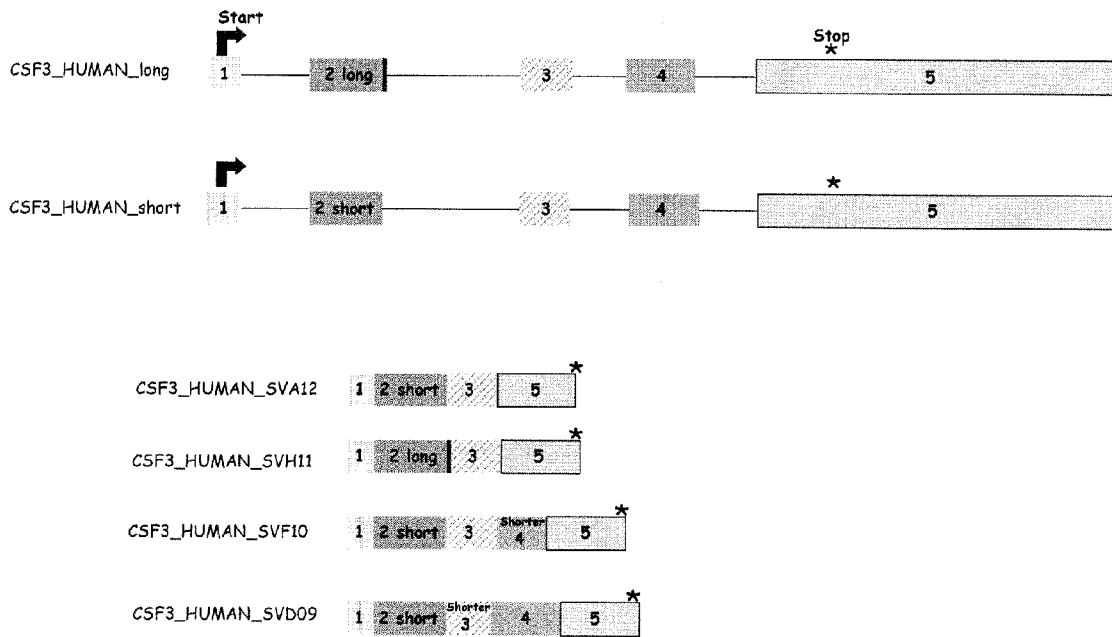 Start
Stop
*
CSF3_HUMAN_long 1 2 long 3 4 5
*
CSF3_HUMAN_short 1 2 short 3 4 5
*
CSF3_HUMAN_SVA12 1 2 short 3 5
*
CSF3_HUMAN_SVH11 1 2 long 3 5
*
CSF3_HUMAN_SVF10 1 2 short 3 Shorter 4 5
*
CSF3_HUMAN_SVD09 1 2 short Shorter 3 4 5